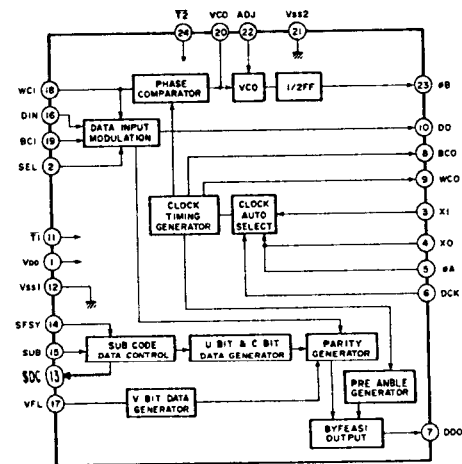 T2 VCO ADJ Vss2
24 20 22 21
WCI 18
PHASE
COMPARATOR
VCO
1/2FF
23 øB
DIN 16
BCI 19
SEL 2
DATA INPUT
MODULATION
10 DO
8 BCO
9 WCO
CLOCK
TIMING
GENERATOR
CLOCK
AUTO
SELECT
3 XI
4 XO
5 øA
6 DCK
T1 11
VDD 1
Vss1 12
SFSY 14
SUB 15
SDC 13
VFL 17
SUB CODE
DATA CONTROL
U BIT & C BIT
DATA GENERATOR
PARITY
GENERATOR
PRE ANBLE
GENERATOR
V BIT DATA
GENERATOR
BYFEASI
OUTPUT
7 DDO